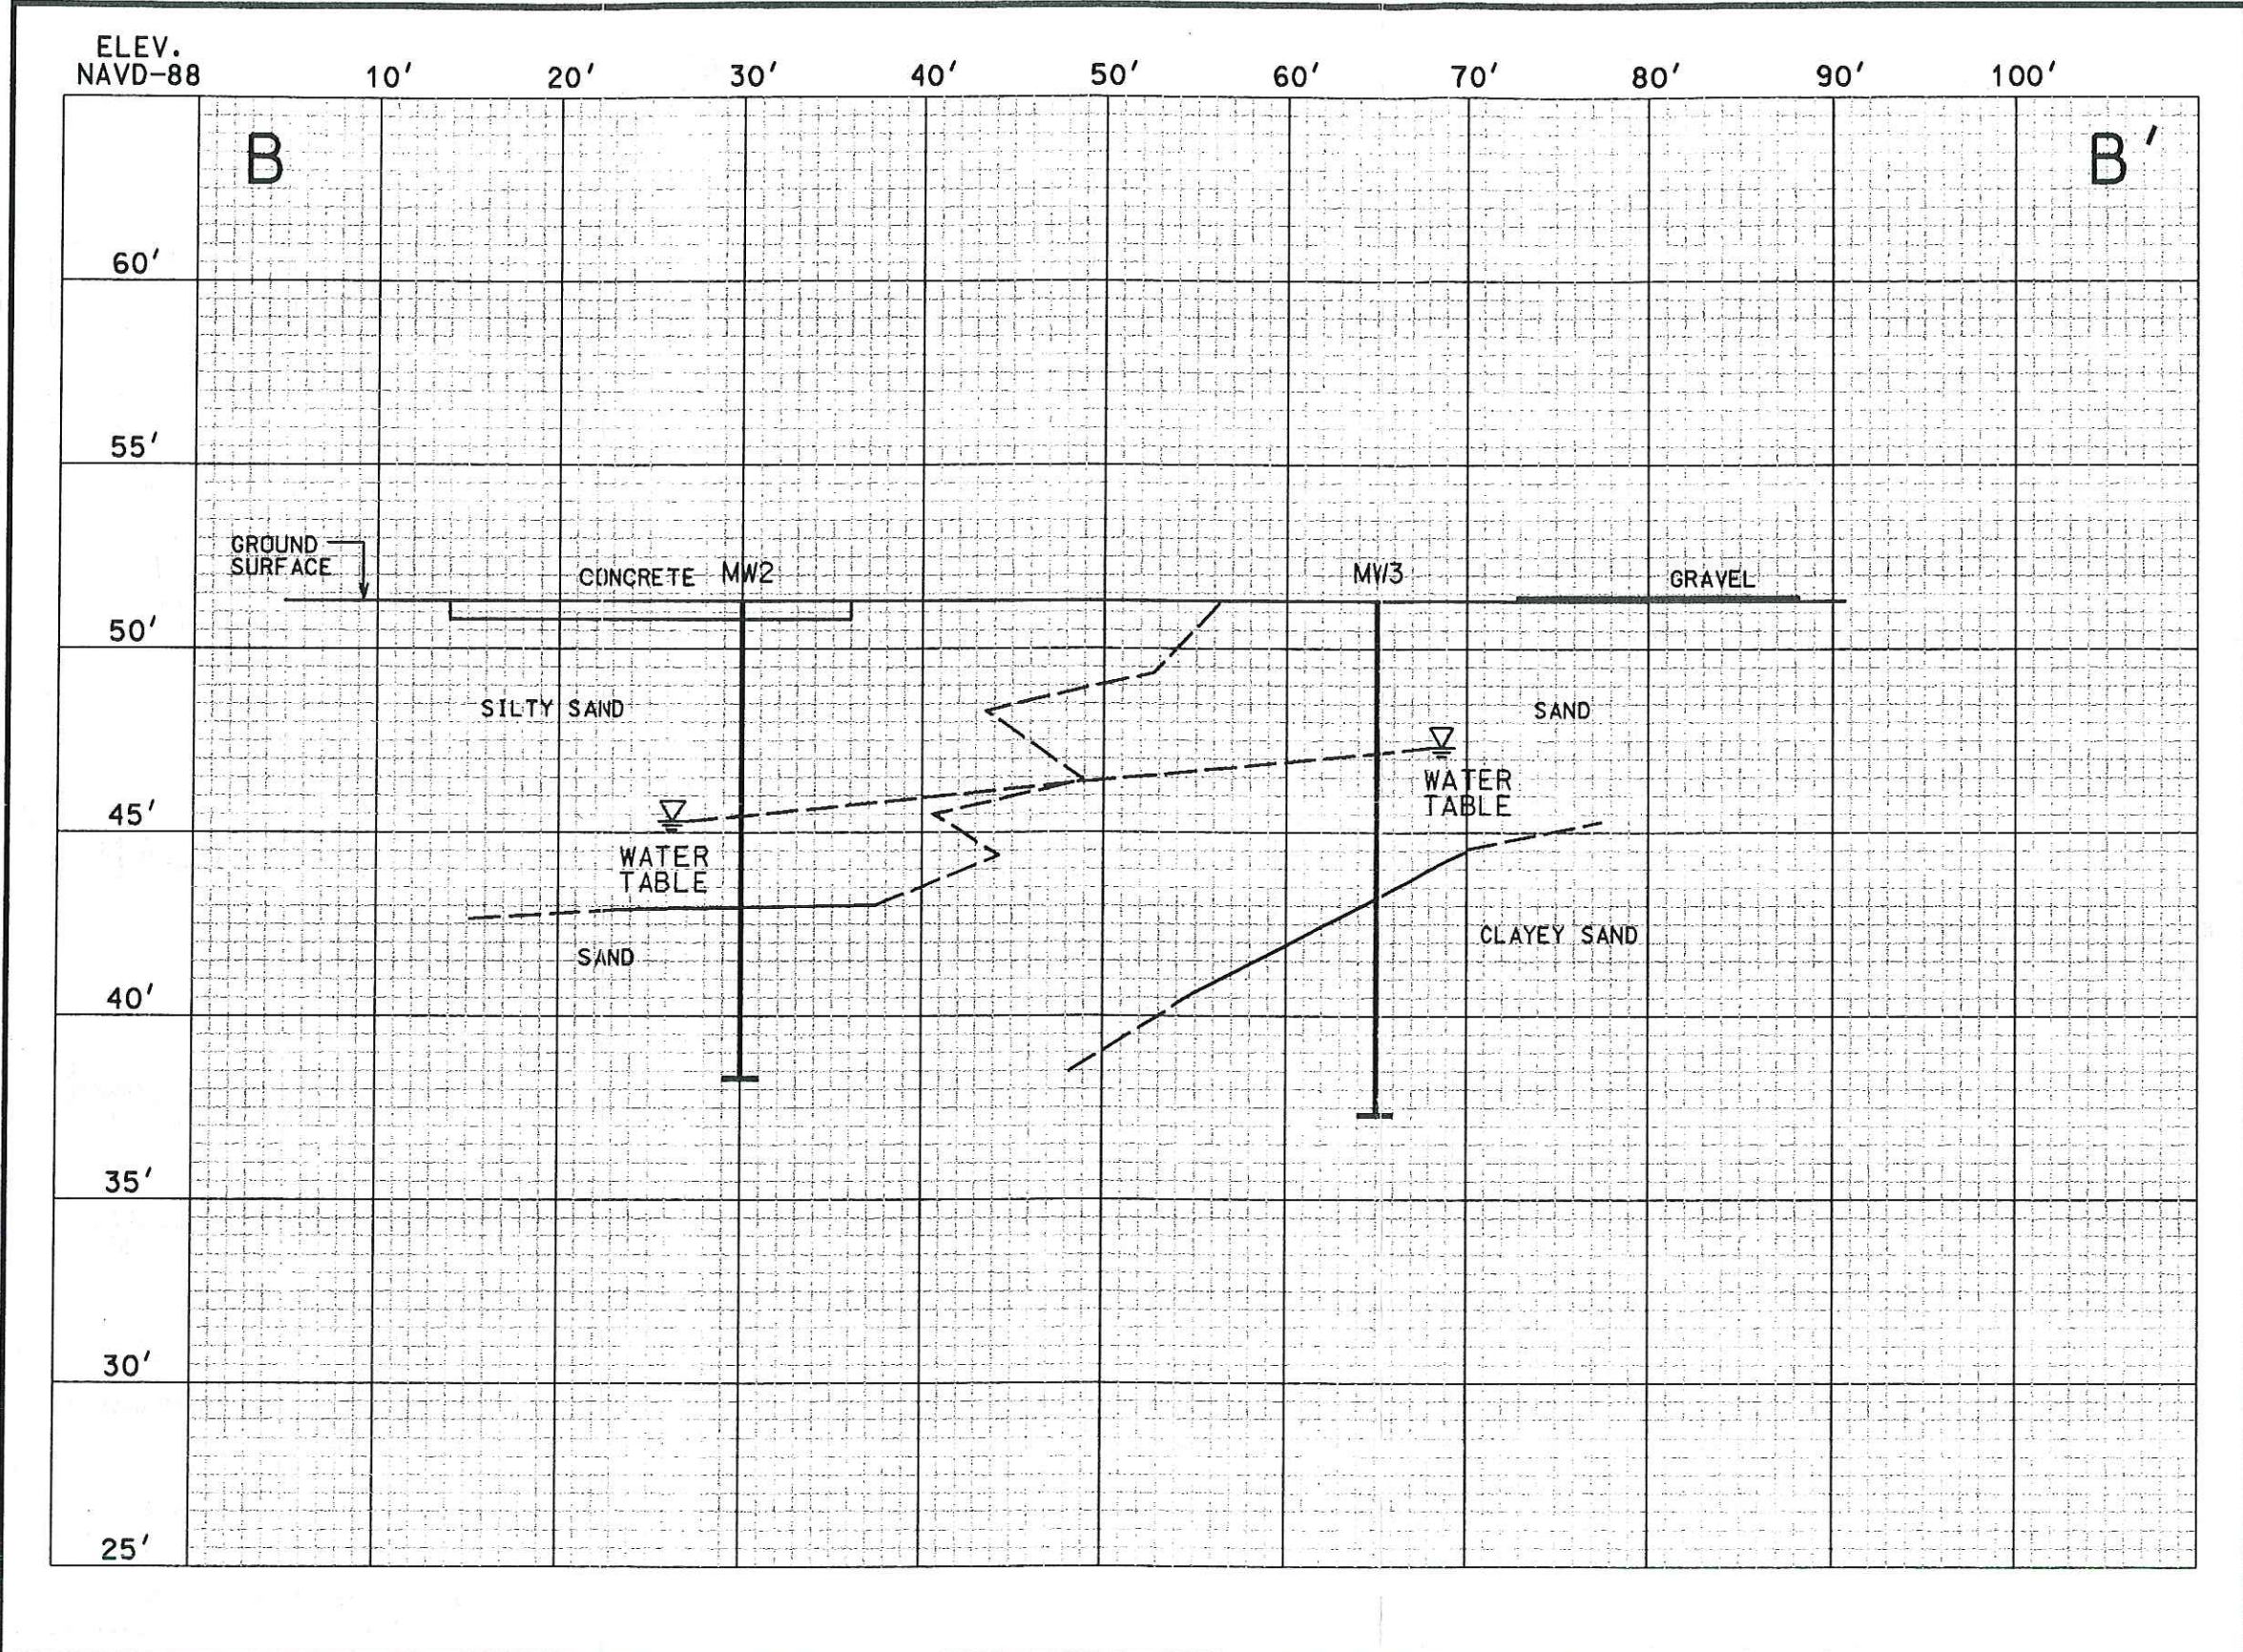 ELEV.
NAVD-88
10' 20' 30' 40' 50' 60' 70' 80' 90' 100'
B B'
60'
55'
GROUND
SURFACE
CONCRETE MW2 MW3 GRAVEL
50'
SILTY SAND SAND
WATER
TABLE
45'
WATER
TABLE
CLAYEY SAND
SAND
40'
35'
30'
25'